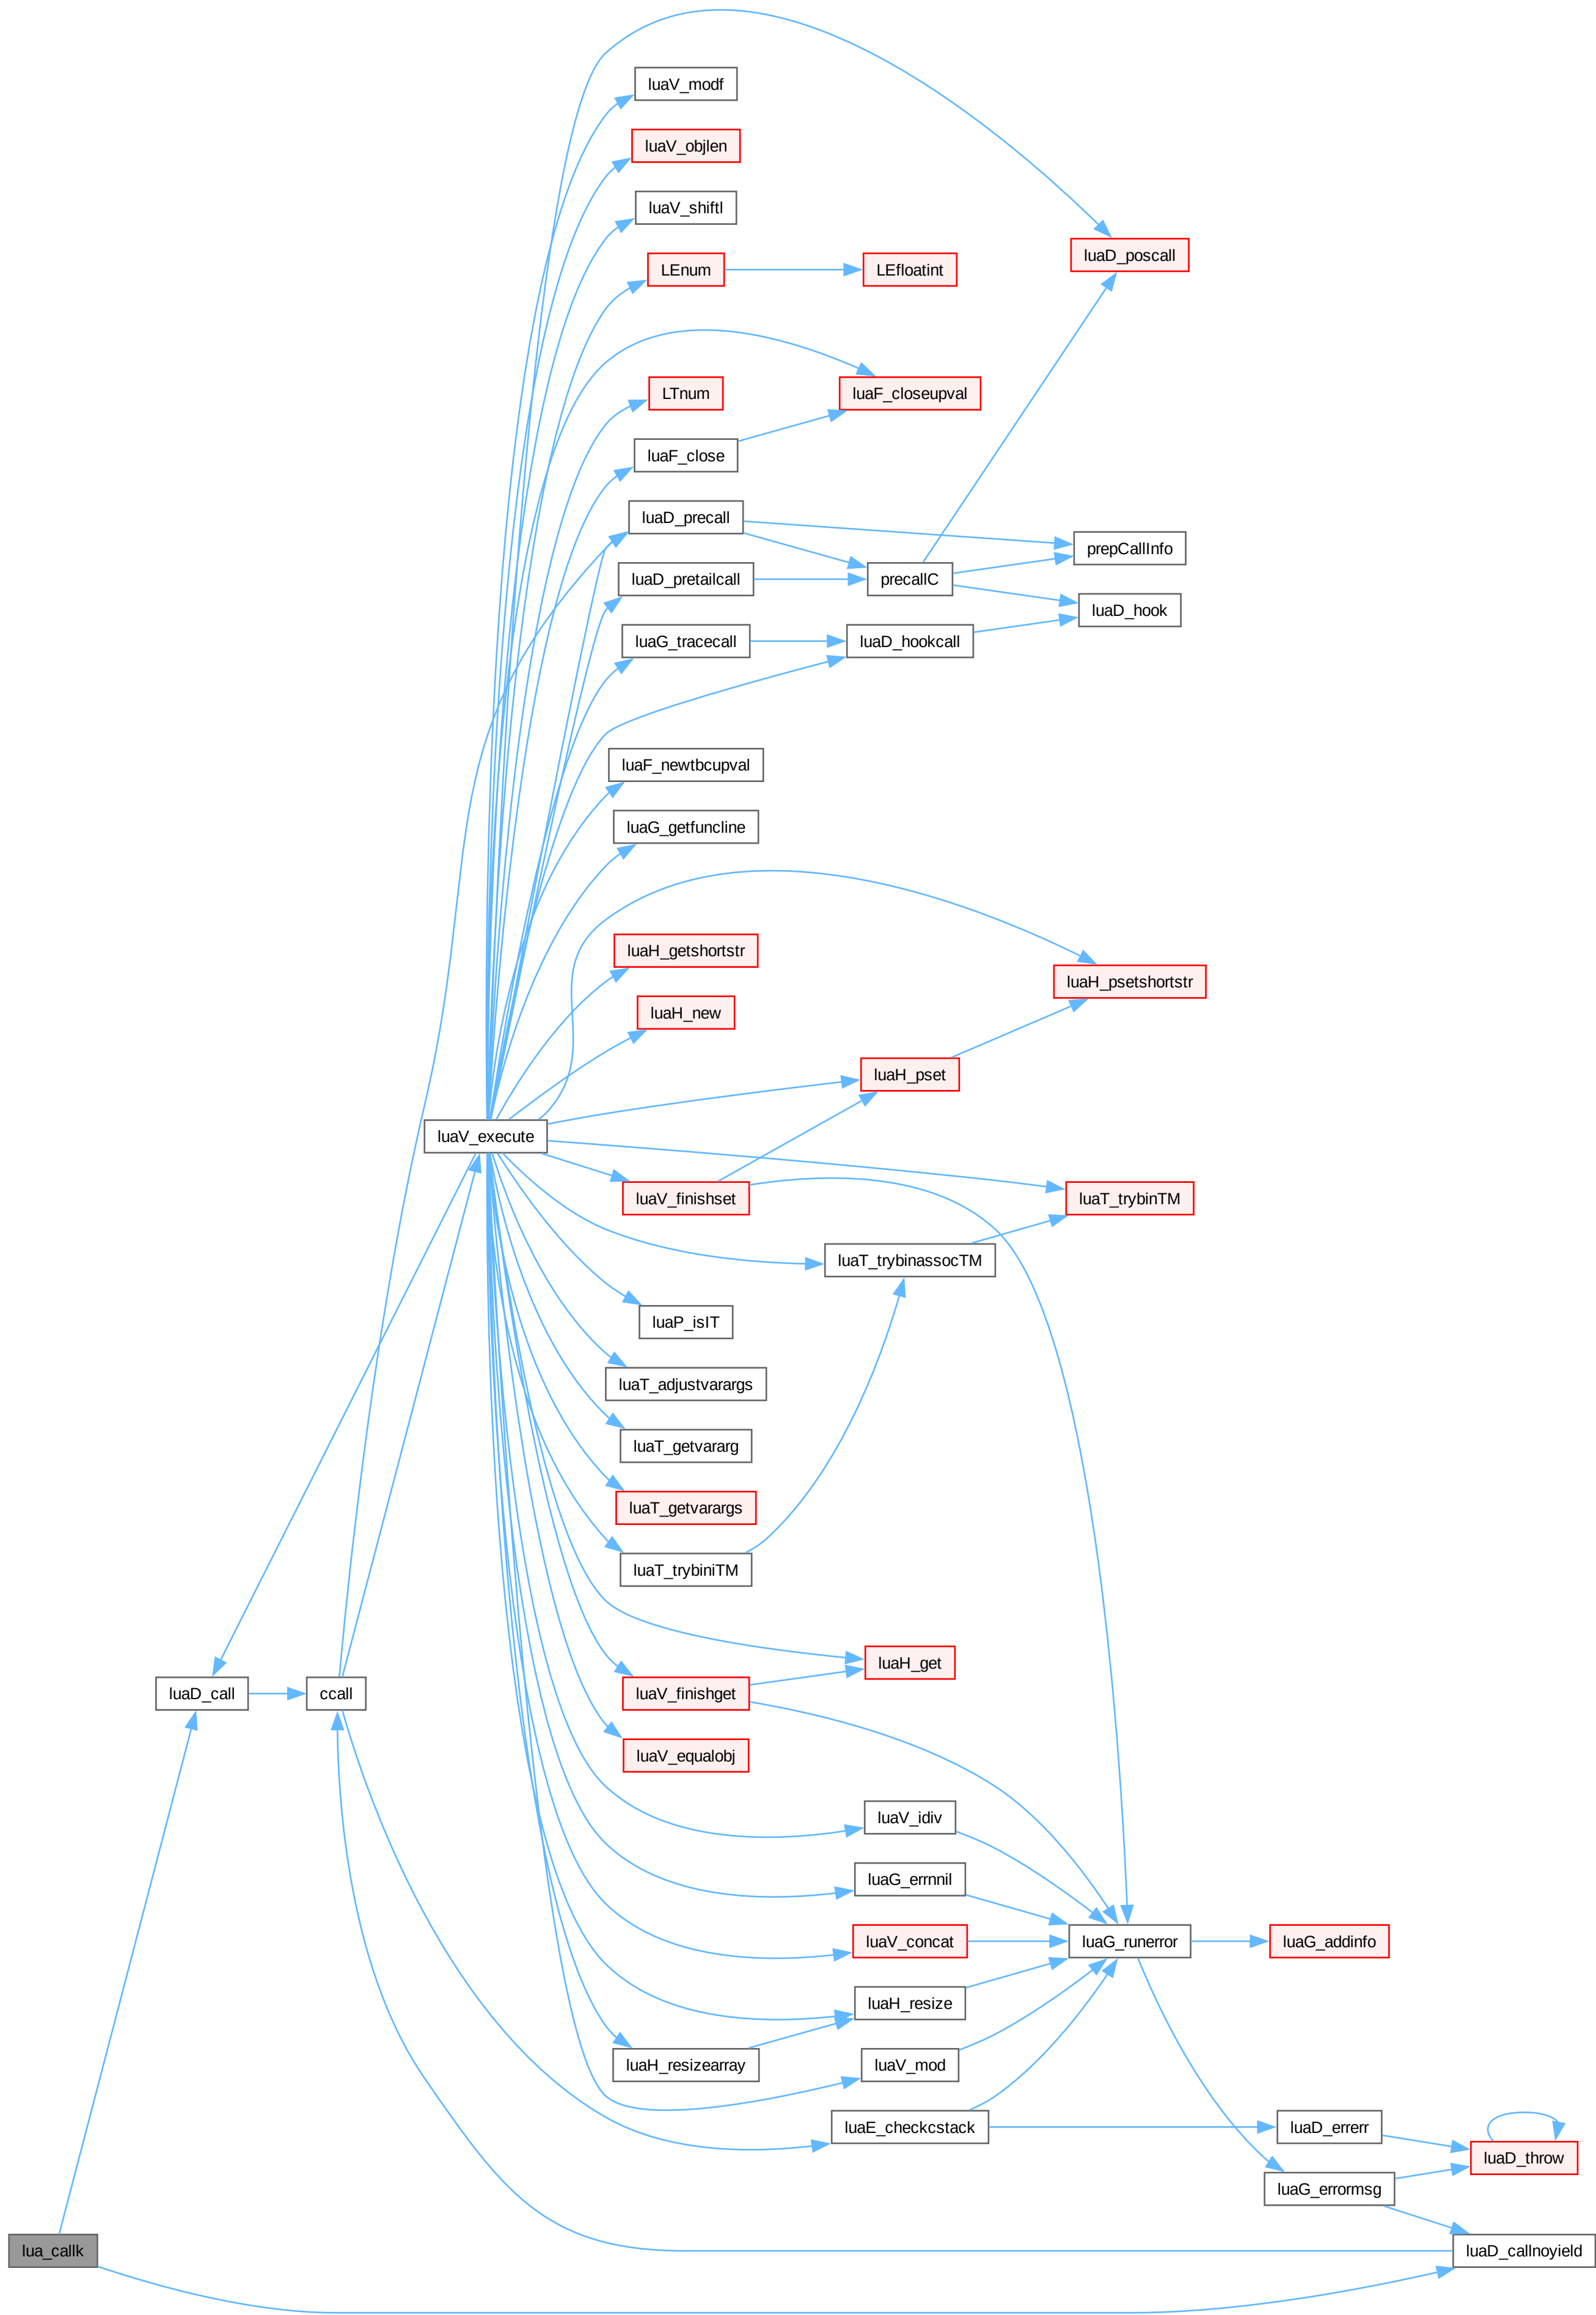 luaV_modf
luaV_objlen
luaV_shiftl
luaD_poscall
LEnum
LEfloatint
LTnum
luaF_closeupval
luaF_close
luaD_precall
prepCallInfo
luaD_pretailcall
precallC
luaD_hook
luaG_tracecall
luaD_hookcall
luaF_newtbcupval
luaG_getfuncline
luaH_getshortstr
luaH_psetshortstr
luaH_new
luaH_pset
luaV_execute
luaV_finishset
luaT_trybinTM
luaT_trybinassocTM
luaP_isIT
luaT_adjustvarargs
luaT_getvararg
luaT_getvarargs
luaT_trybiniTM
luaH_get
luaD_call
ccall
luaV_finishget
luaV_equalobj
luaV_idiv
luaG_errnnil
luaV_concat
luaG_runerror
luaG_addinfo
luaH_resize
luaH_resizearray
luaV_mod
luaE_checkcstack
luaD_errerr
luaD_throw
luaG_errormsg
lua_callk
luaD_callnoyield